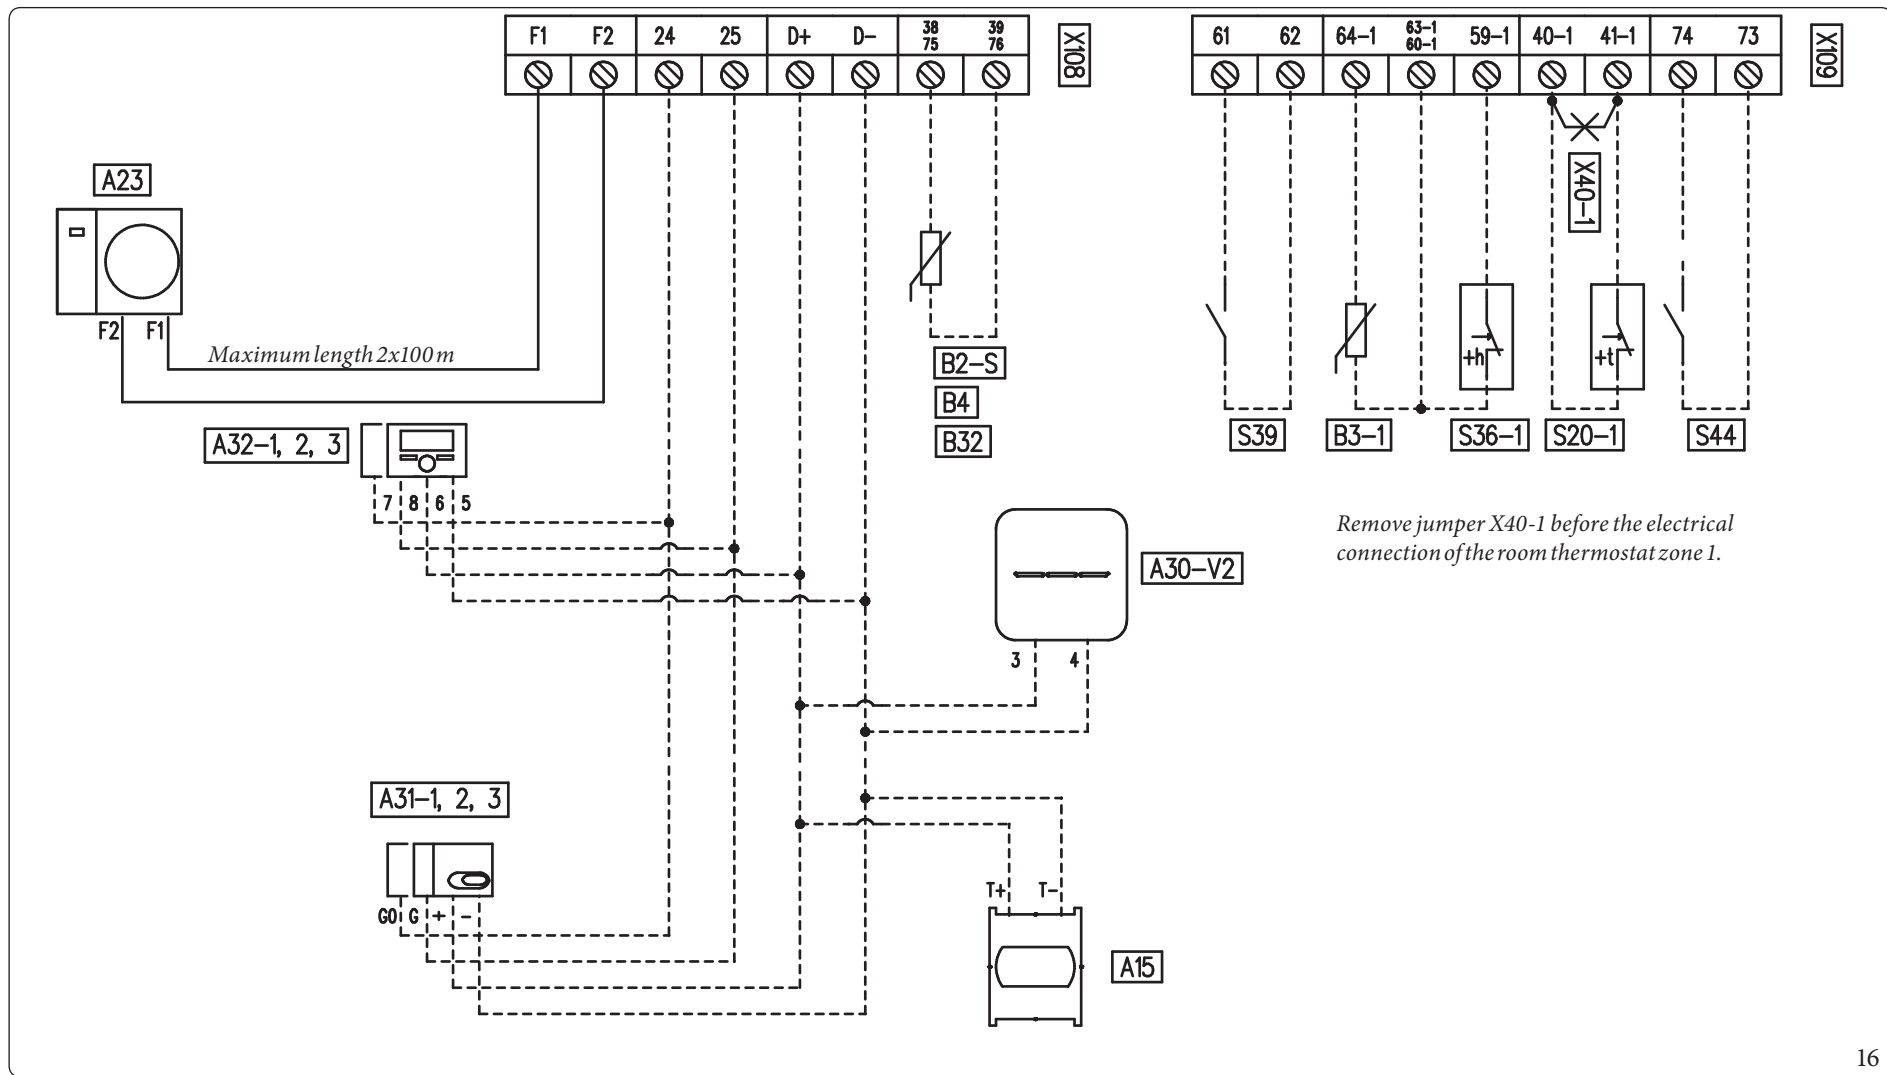 F1 F2 24 25 D+ D- 38 75 39 76 X108
61 62 64-1 63-1 60-1 59-1 40-1 41-1 74 73 X109
X40-1
A23
F2 F1
Maximum length 2x100 m
A32-1, 2, 3
7 8 6 5
B2-S
B4
B32
+h +t
S39 B3-1 S36-1 S20-1 S44
Remove jumper X40-1 before the electrical
connection of the room thermostat zone 1.
A30-V2
3 4
A31-1, 2, 3
G0 G + -
T+ T-
A15
16